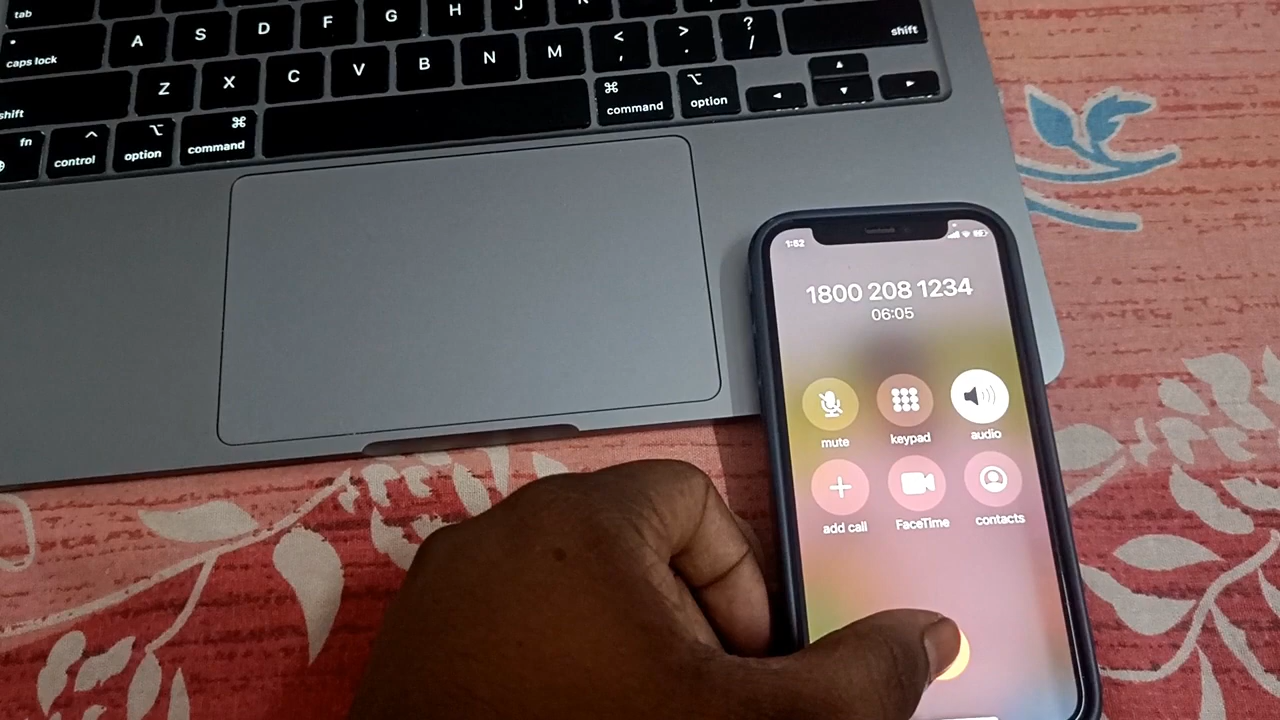 tab
A S D F G H J K
caps lock
Z X C V B N M < , > . ? / shift
shift
fn control option command command option
1:52
1800 208 1234
06:05
mute keypad audio
add call FaceTime contacts